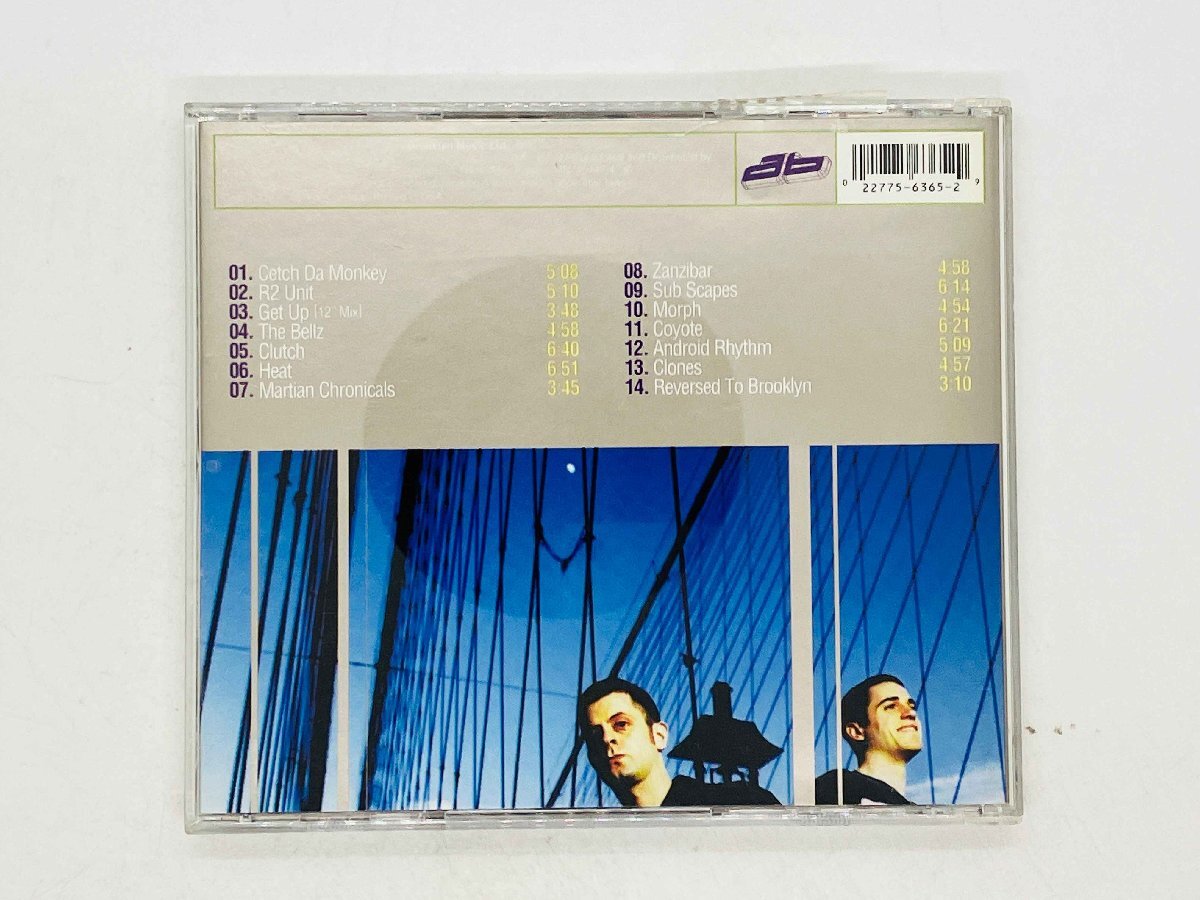 and Distributed by
ab
0 22775-6365-2 9
01. Cetch Da Monkey 5:08
02. R2 Unit 5:10
03. Get Up [12" Mix] 3:48
04. The Bellz 4:58
05. Clutch 6:40
06. Heat 6:51
07. Martian Chronicals 3:45
08. Zanzibar 4:58
09. Sub Scapes 6:14
10. Morph 4:54
11. Coyote 6:21
12. Android Rhythm 5:09
13. Clones 4:57
14. Reversed To Brooklyn 3:10